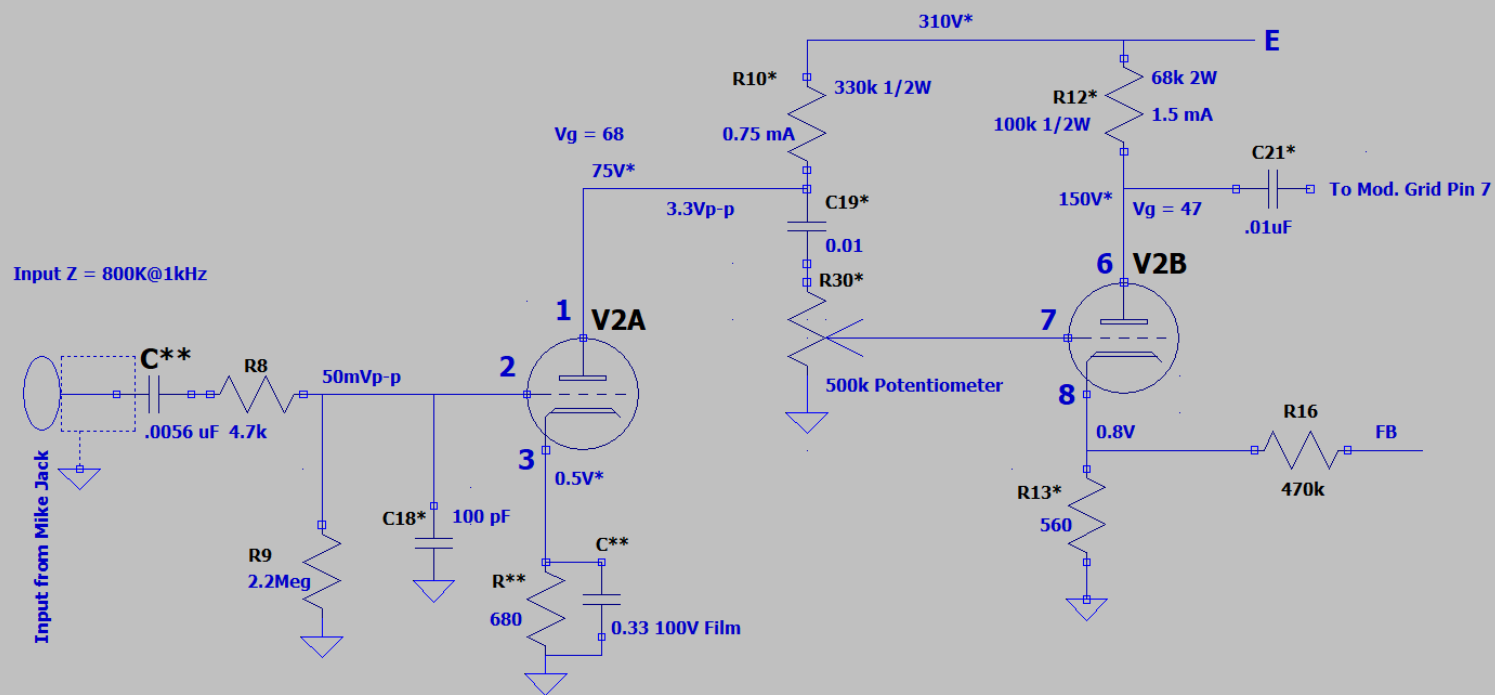 310V*
E
R10*
330k 1/2W
68k 2W
R12*
100k 1/2W
1.5 mA
Vg = 68
0.75 mA
75V*
C21*
To Mod. Grid Pin 7
3.3Vp-p
C19*
150V*
Vg = 47
.01uF
0.01
Input Z = 800K@1kHz
R30*
6
V2B
1
V2A
7
C**
R8
50mVp-p
2
500k Potentiometer
8
.0056 uF
4.7k
0.8V
R16
FB
3
0.5V*
470k
Input from Mike Jack
C18*
100 pF
R13*
560
R9
2.2Meg
C**
R**
680
0.33 100V Film